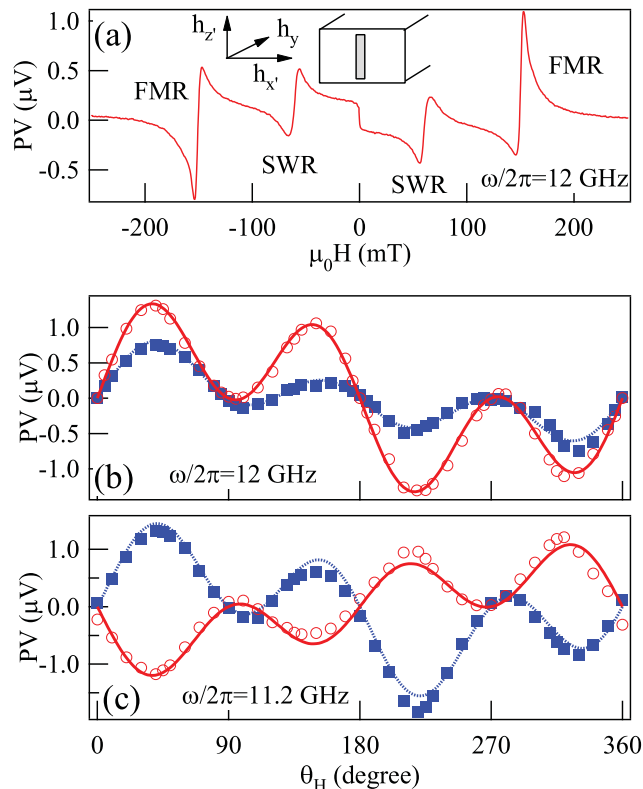 (a)
h_z'
h_y
h_x'
FMR
FMR
SWR
SWR
ω/2π=12 GHz
PV (μV)
1.0
0.5
0.0
-0.5
-200
-100
0
100
200
μ₀H (mT)
PV (μV)
1.0
0.5
0.0
-0.5
-1.0
(b)
ω/2π=12 GHz
PV (μV)
1.0
0.0
-1.0
(c)
ω/2π=11.2 GHz
0
90
180
270
360
θ_H (degree)